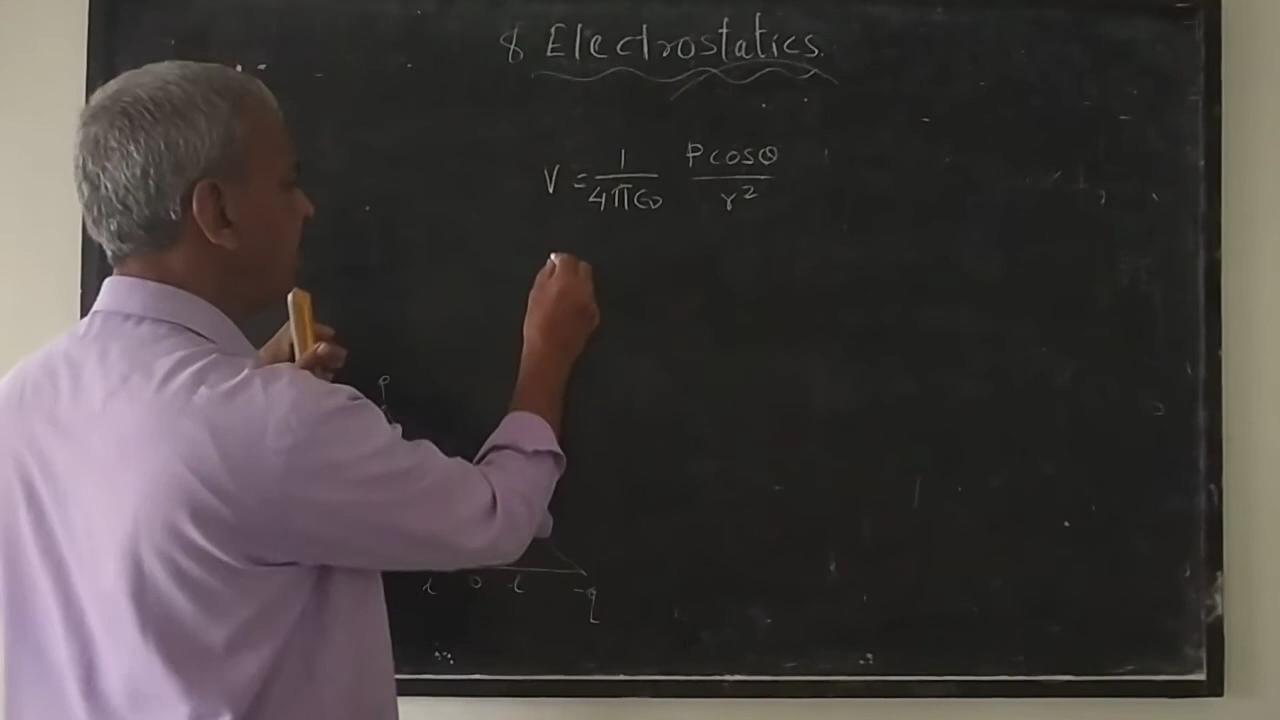 8 Electrostatics.
V = 1/4πϵ0 Pcosθ/r²
P
l o l -q